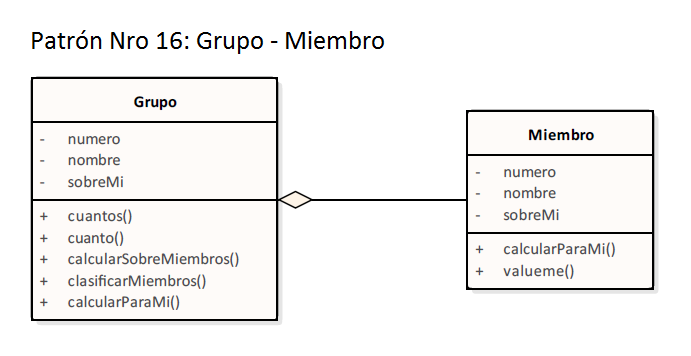 Patrón Nro 16: Grupo - Miembro
Grupo
- numero
- nombre
- sobreMi
+ cuantos()
+ cuanto()
+ calcularSobreMiembros()
+ clasificarMiembros()
+ calcularParaMi()
Miembro
- numero
- nombre
- sobreMi
+ calcularParaMi()
+ valueme()